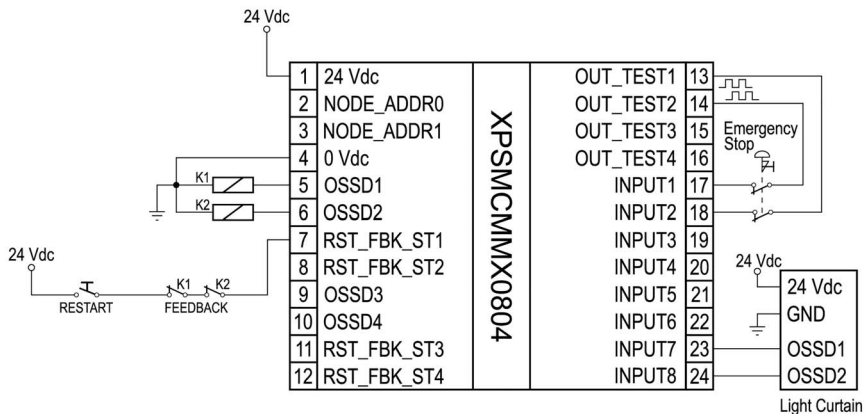 24 Vdc
1 24 Vdc
2 NODE_ADDR0
3 NODE_ADDR1
4 0 Vdc
K1 5 OSSD1
K2 6 OSSD2
7 RST_FBK_ST1
8 RST_FBK_ST2
9 OSSD3
10 OSSD4
11 RST_FBK_ST3
12 RST_FBK_ST4
24 Vdc
K1 K2
RESTART FEEDBACK
XPSMCMMX0804
OUT_TEST1 13
OUT_TEST2 14
OUT_TEST3 15
OUT_TEST4 16
INPUT1 17
INPUT2 18
INPUT3 19
INPUT4 20
INPUT5 21
INPUT6 22
INPUT7 23
INPUT8 24
Emergency
Stop
24 Vdc
24 Vdc
GND
OSSD1
OSSD2
Light Curtain